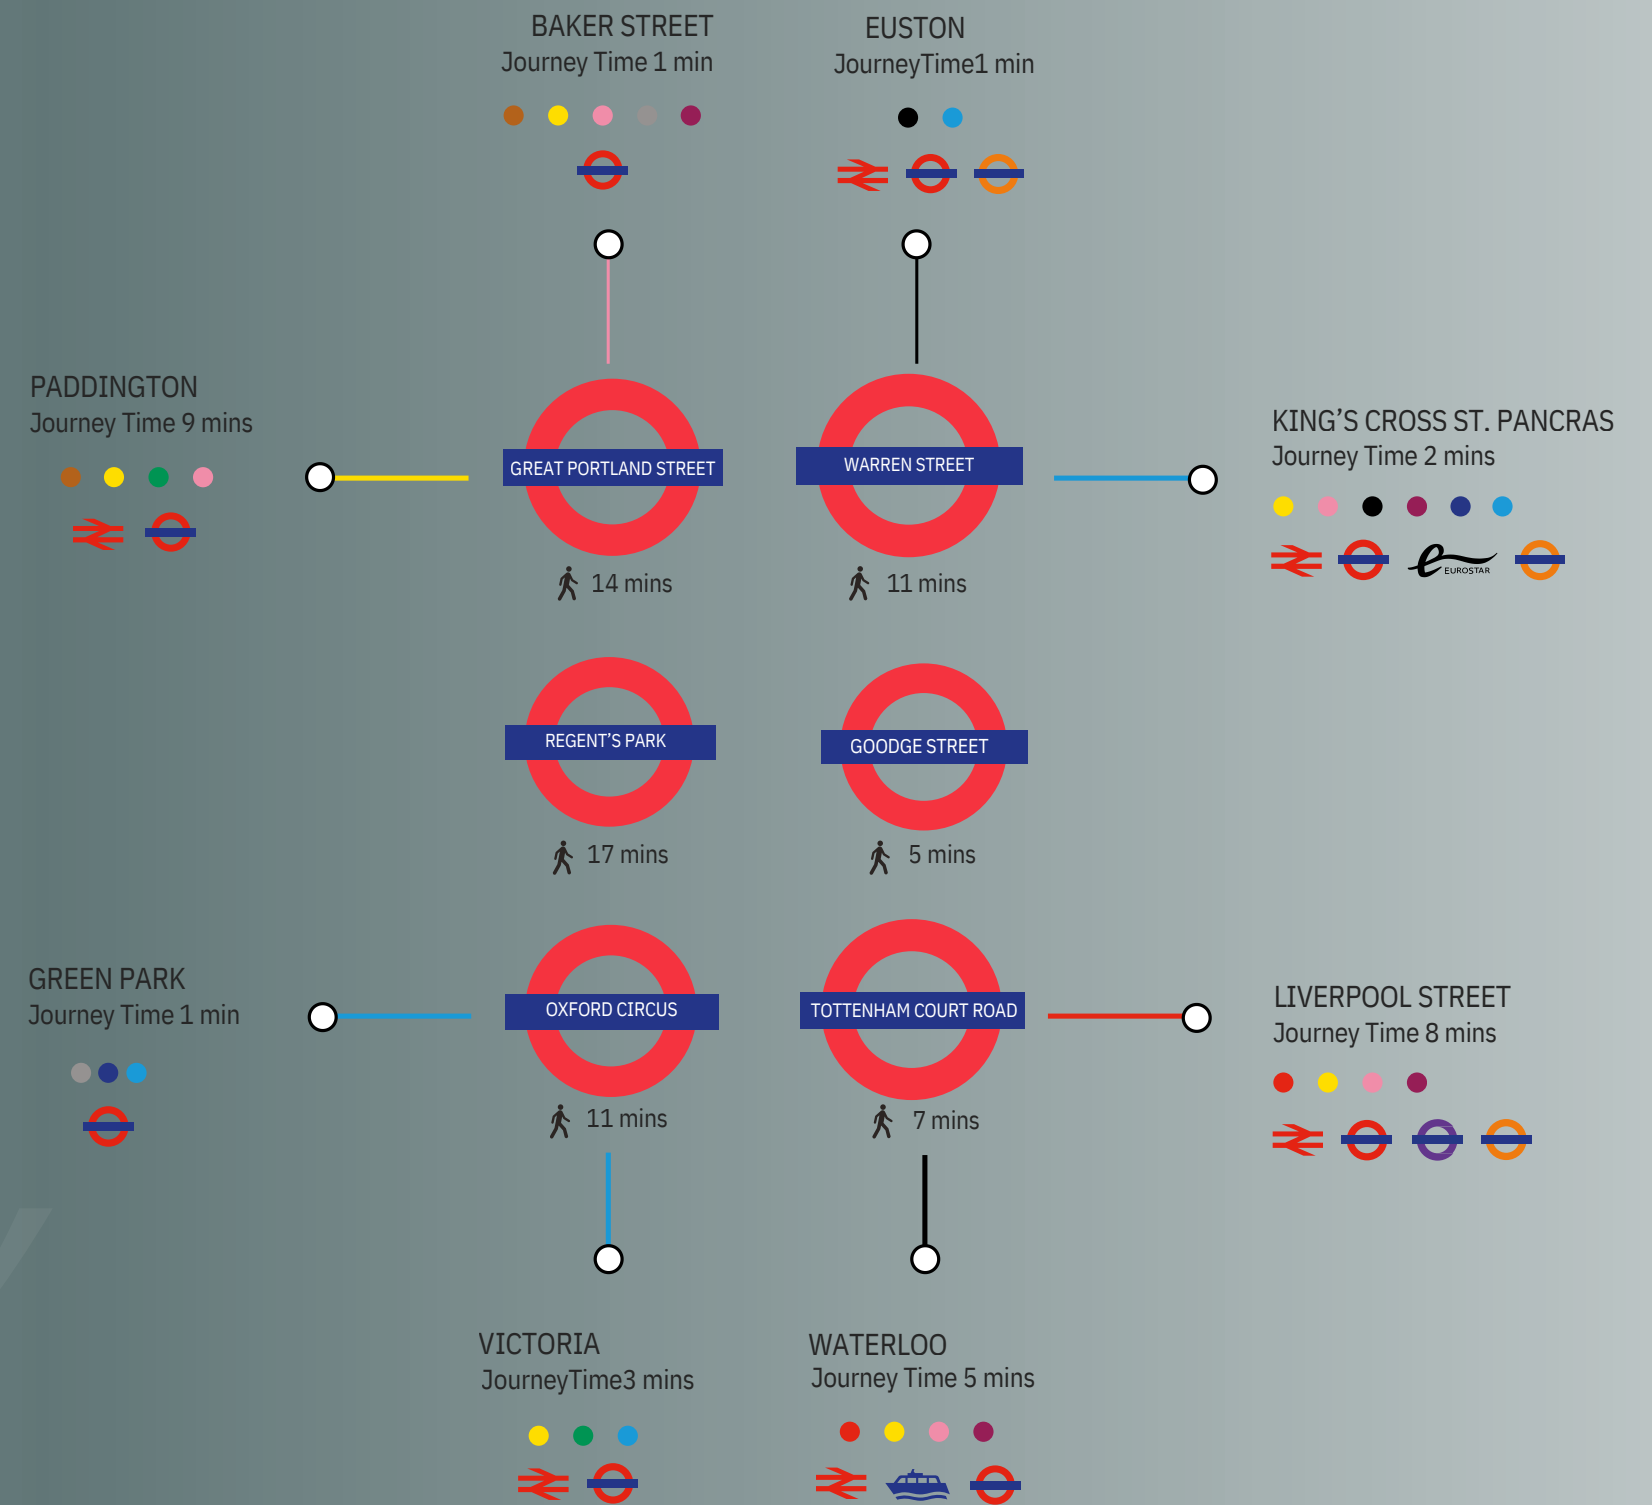 BAKER STREET
Journey Time 1 min
EUSTON
JourneyTime1 min
PADDINGTON
Journey Time 9 mins
GREAT PORTLAND STREET
14 mins
WARREN STREET
11 mins
KING’S CROSS ST. PANCRAS
Journey Time 2 mins
EUROSTAR
REGENT’S PARK
17 mins
GOODGE STREET
5 mins
GREEN PARK
Journey Time 1 min
OXFORD CIRCUS
11 mins
TOTTENHAM COURT ROAD
7 mins
LIVERPOOL STREET
Journey Time 8 mins
VICTORIA
JourneyTime3 mins
WATERLOO
Journey Time 5 mins